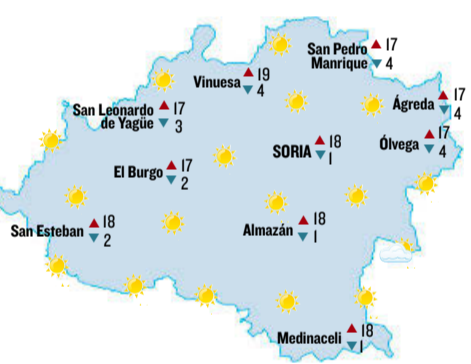 San Pedro
Manrique
17
4
Vinuesa
19
4
Ágreda
17
4
San Leonardo
de Yagüe
17
3
Ólvega
17
4
SORIA
18
1
El Burgo
17
2
San Esteban
18
2
Almazán
18
1
Medinaceli
18
1